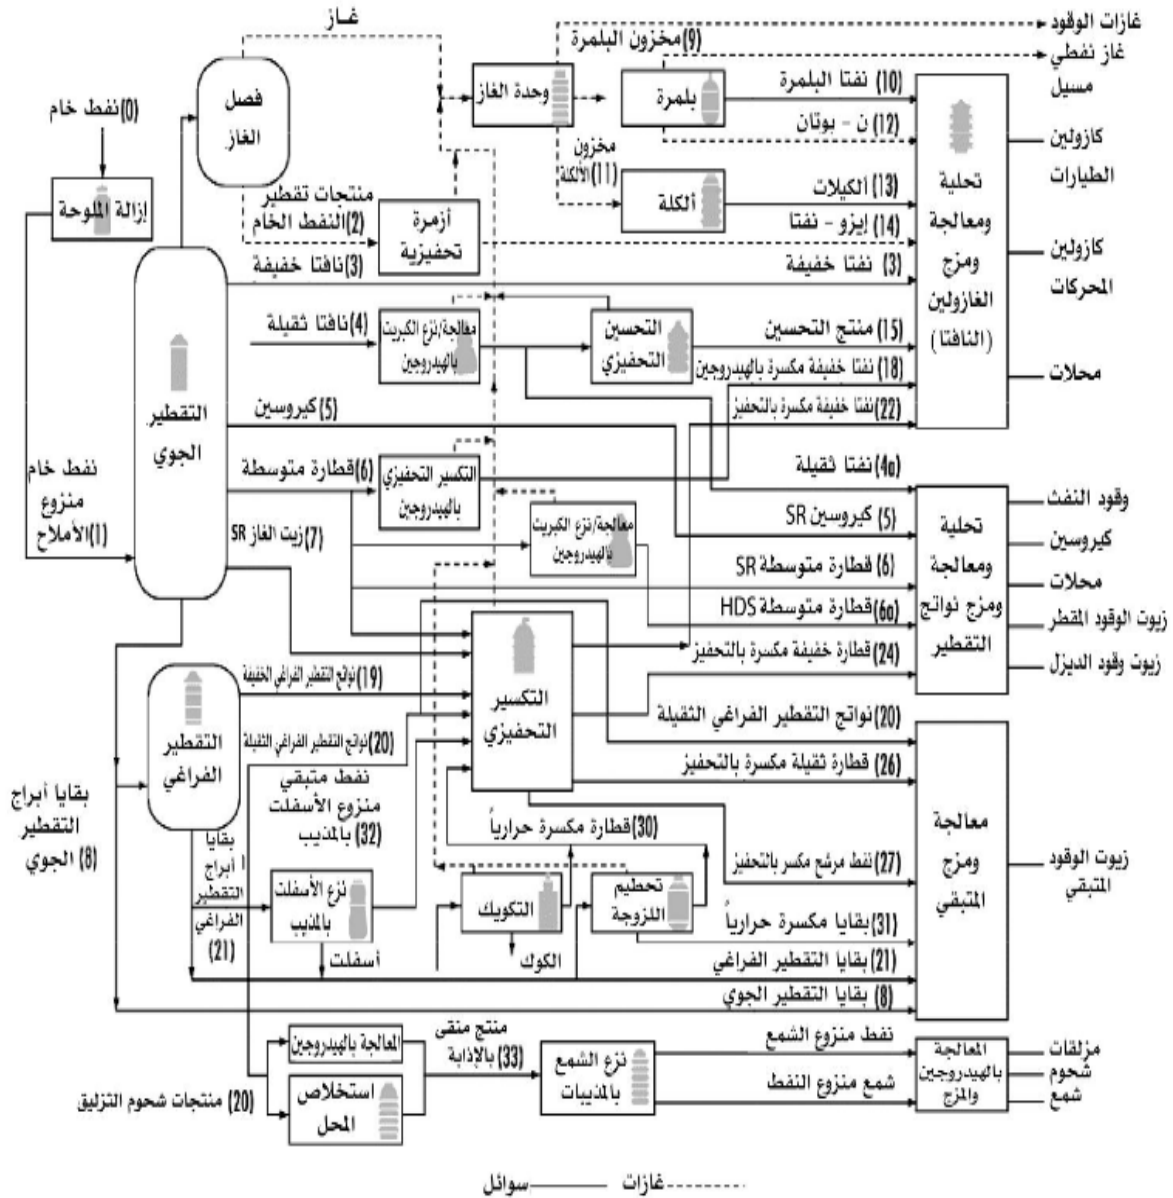 غاز
غازات الوقود
(9)مخزون البلمرة
غاز نفطي
مسيل
فصل
الغاز
وحدة الغاز
بلمرة
(10) نفتا البلمرة
(0)نفط خام
(12) ن - بوتان
كازولين
الطيارات
مخزون
الألكلة
(11)
إزالة الملوحة
منتجات تقطير
(2)النفط الخام
أزمرة
تحفيزية
ألكلة
(13) ألكيلات
(14) إيزو - نفتا
تحلية
ومعالجة
ومزج
الغازولين
(النافتا)
(3)نافتا خفيفة
(3) نفتا خفيفة
كازولين
المحركات
(4)نافتا ثقيلة
معالجة/نزع الكبريت
بالهيدروجين
التحسين
التحفيزي
(15) منتج التحسين
(18) نفتا خفيفة مكسرة بالهيدروجين
محلات
(22)نفتا خفيفة مكسرة بالتحفيز
التقطير
الجوي
(5) كيروسين
(6) قطارة متوسطة
التكسير التحفيزي
بالهيدروجين
(4a) نفتا ثقيلة
نفط خام
منزوع
الأملاح(1)
(7) زيت الغاز SR
معالجة/نزع الكبريت
بالهيدروجين
(5) كيروسين SR
(6) قطارة متوسطة SR
(6a)قطارة متوسطة HDS
تحلية
ومعالجة
ومزج نواتج
التقطير
وقود النفث
كيروسين
محلات
زيوت الوقود المقطر
زيوت وقود الديزل
(24) قطارة خفيفة مكسرة بالتحفيز
التكسير
التحفيزي
(19)نواتج التقطير الفراغي الخفيفة
(20) نواتج التقطير الفراغي الثقيلة
التقطير
الفراغي
(20)نواتج التقطير الفراغي الثقيلة
(26) قطارة ثقيلة مكسرة بالتحفيز
بقايا أبراج
التقطير
الجوي (8)
نفط متبقي
منزوع الأسفلت
بالمذيب (32)
(30)قطارة مكسرة حرارياً
(27) نفط مرشح مكسر بالتحفيز
معالجة
ومزج
المتبقي
زيوت الوقود
المتبقي
بقايا
أبراج
التقطير
الفراغي
(21)
نزع الأسفلت
بالمذيب
التكويك
تحطيم
اللزوجة
(31)بقايا مكسرة حرارياً
أسفلت
الكوك
(21)بقايا التقطير الفراغي
(8) بقايا التقطير الجوي
المعالجة بالهيدروجين
منتج منقى
بالإذابة (33)
نفط منزوع الشمع
نزع الشمع
بالمذيبات
المعالجة
بالهيدروجين
والمزج
مزلقات
شحوم
شمع
(20) منتجات شحوم التزليق
استخلاص
المحل
شمع منزوع النفط
غازات
سوائل